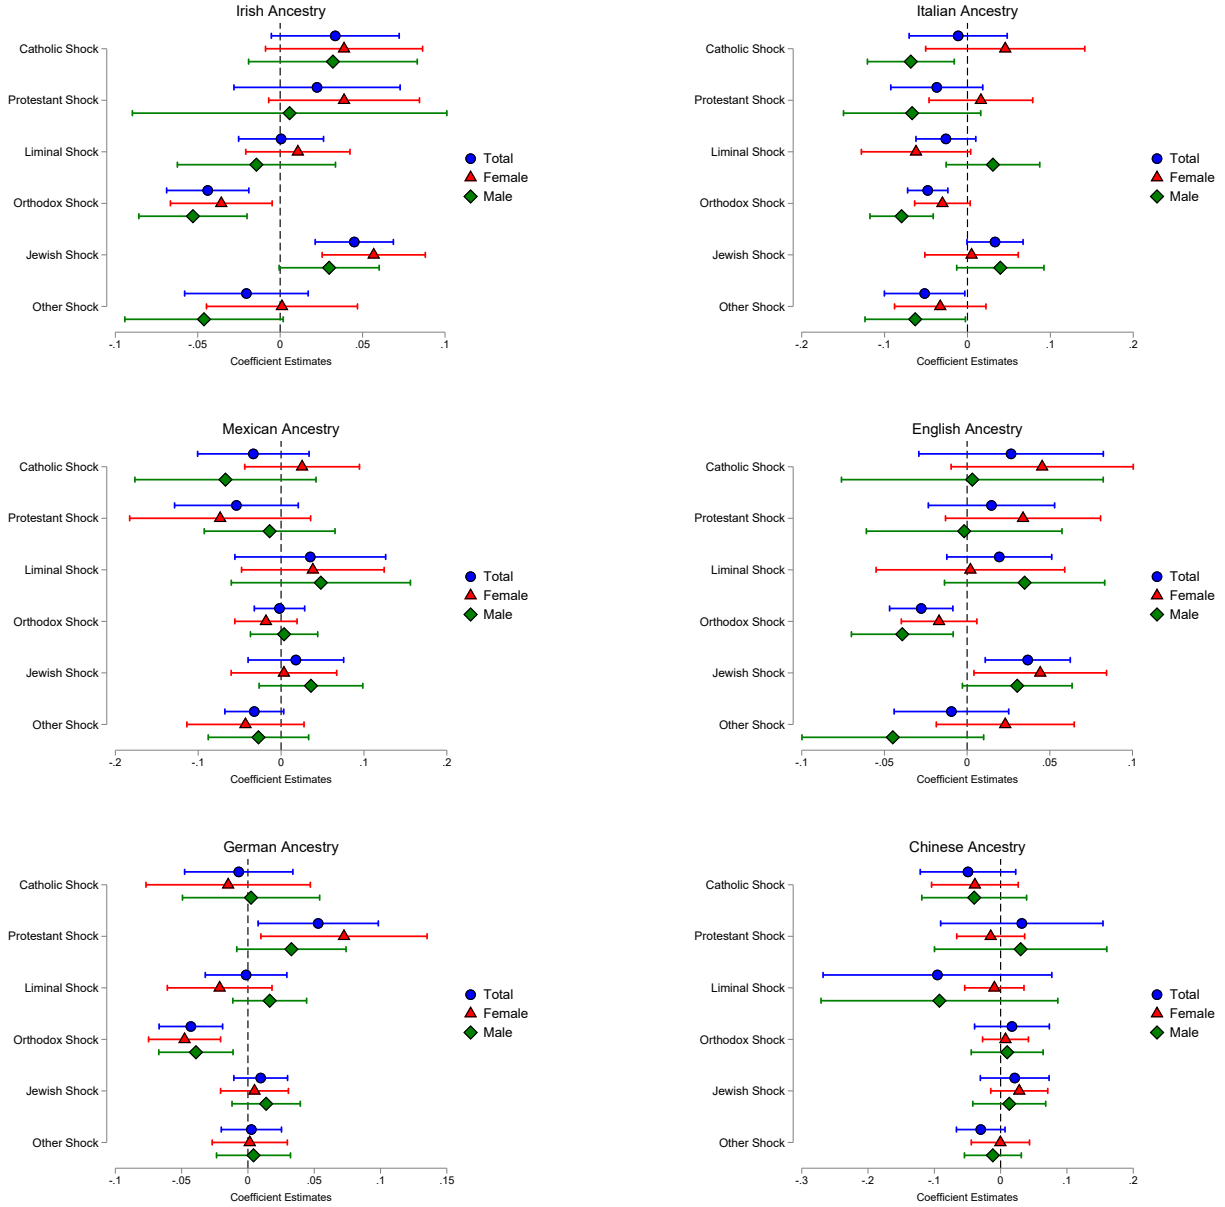 Irish Ancestry
Catholic Shock
Protestant Shock
Liminal Shock
Orthodox Shock
Jewish Shock
Other Shock
-.1 -.05 0 .05 .1
Coefficient Estimates
Total
Female
Male
Italian Ancestry
Catholic Shock
Protestant Shock
Liminal Shock
Orthodox Shock
Jewish Shock
Other Shock
-.2 -.1 0 .1 .2
Coefficient Estimates
Total
Female
Male
Mexican Ancestry
Catholic Shock
Protestant Shock
Liminal Shock
Orthodox Shock
Jewish Shock
Other Shock
-.2 -.1 0 .1 .2
Coefficient Estimates
Total
Female
Male
English Ancestry
Catholic Shock
Protestant Shock
Liminal Shock
Orthodox Shock
Jewish Shock
Other Shock
-.1 -.05 0 .05 .1
Coefficient Estimates
Total
Female
Male
German Ancestry
Catholic Shock
Protestant Shock
Liminal Shock
Orthodox Shock
Jewish Shock
Other Shock
-.1 -.05 0 .05 .1 .15
Coefficient Estimates
Total
Female
Male
Chinese Ancestry
Catholic Shock
Protestant Shock
Liminal Shock
Orthodox Shock
Jewish Shock
Other Shock
-.3 -.2 -.1 0 .1 .2
Coefficient Estimates
Total
Female
Male